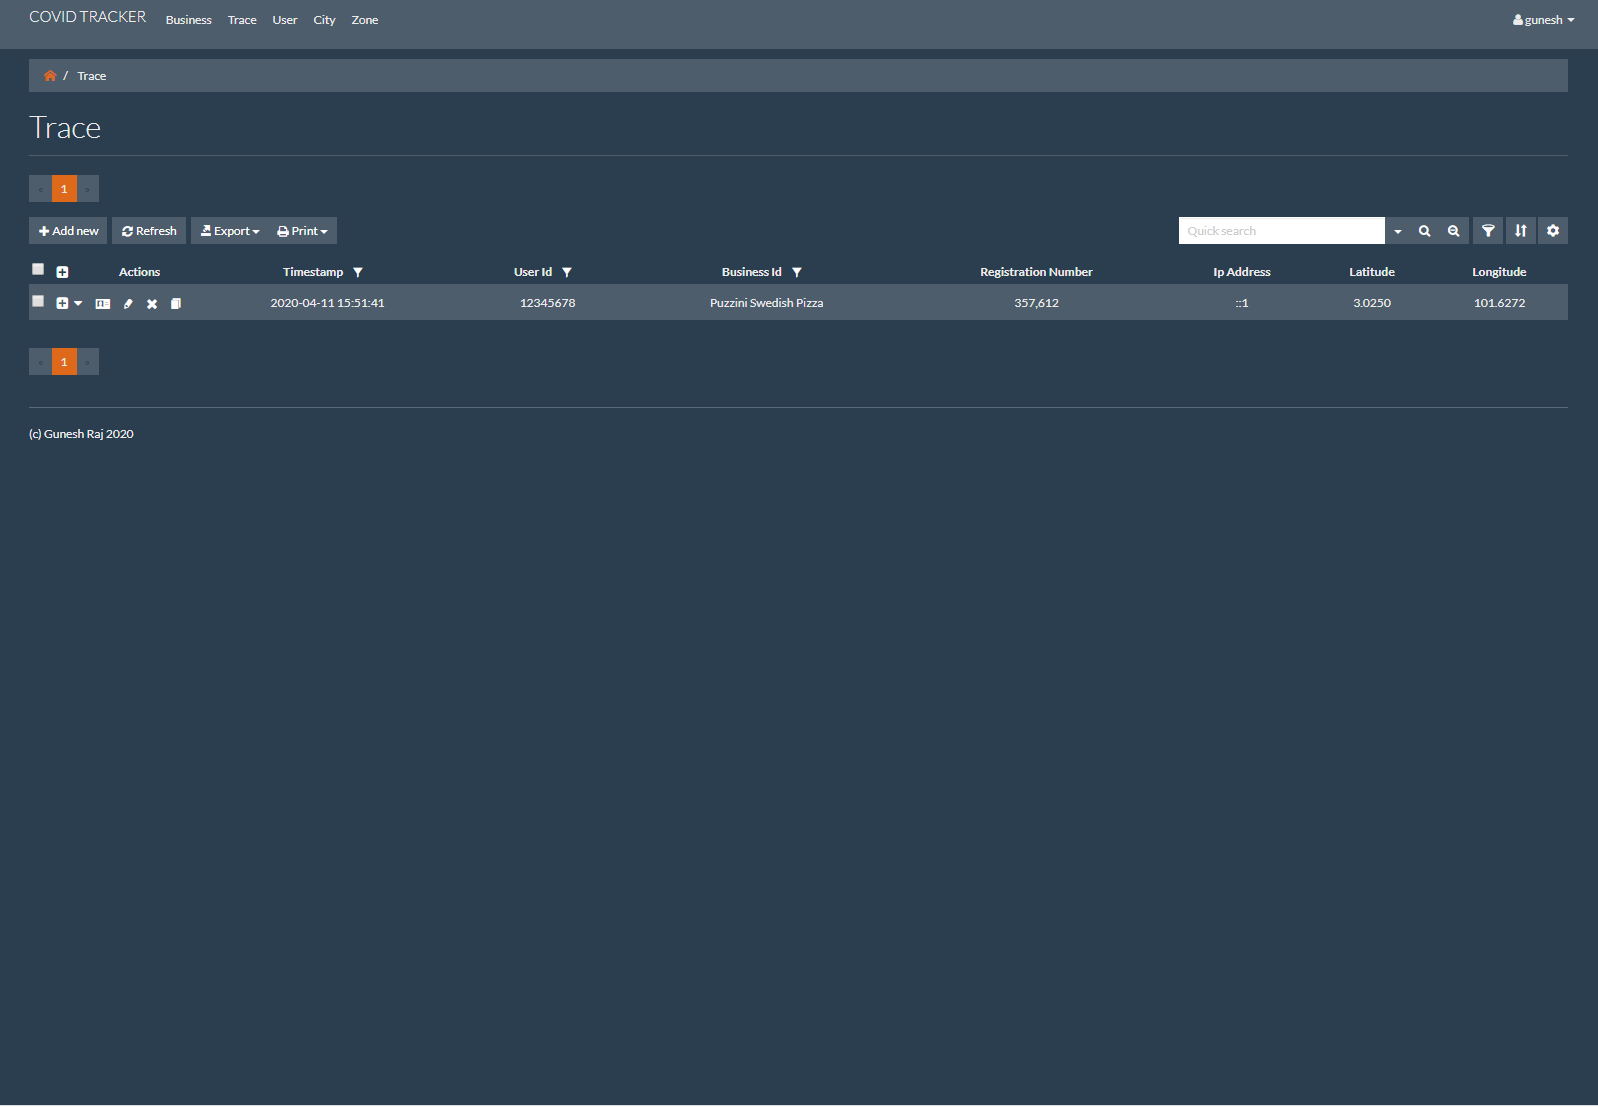 COVID TRACKER Business Trace User City Zone gunesh
/ Trace
Trace
« 1 »
Add new Refresh Export Print Quick search
Actions Timestamp User Id Business Id Registration Number Ip Address Latitude Longitude
2020-04-11 15:51:41 12345678 Puzzini Swedish Pizza 357,612 ::1 3.0250 101.6272
« 1 »
(c) Gunesh Raj 2020